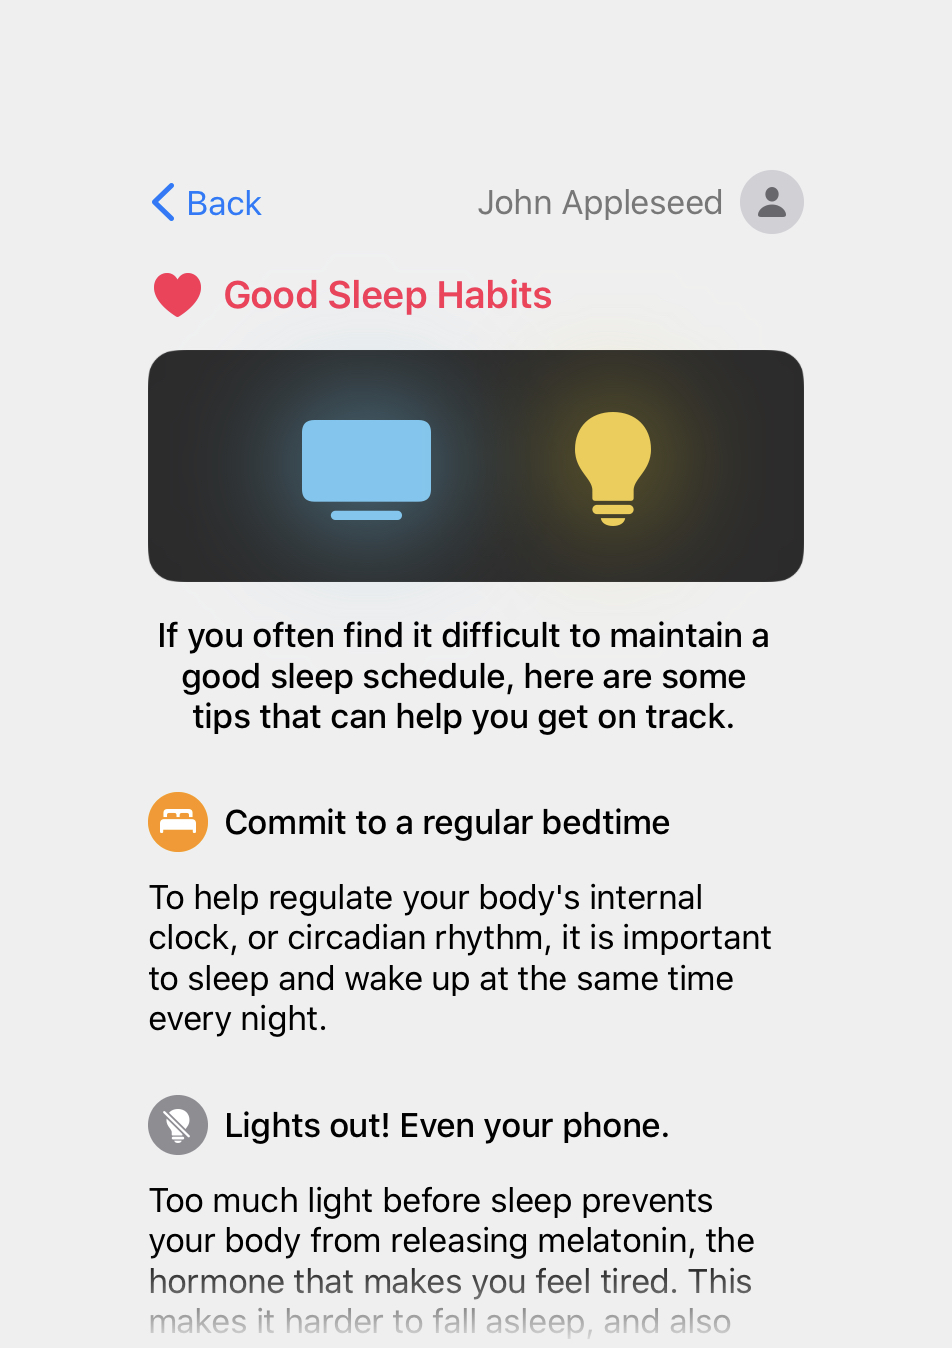 Back
John Appleseed
Good Sleep Habits
If you often find it difficult to maintain a
good sleep schedule, here are some
tips that can help you get on track.
Commit to a regular bedtime
To help regulate your body's internal
clock, or circadian rhythm, it is important
to sleep and wake up at the same time
every night.
Lights out! Even your phone.
Too much light before sleep prevents
your body from releasing melatonin, the
hormone that makes you feel tired. This
makes it harder to fall asleep, and also